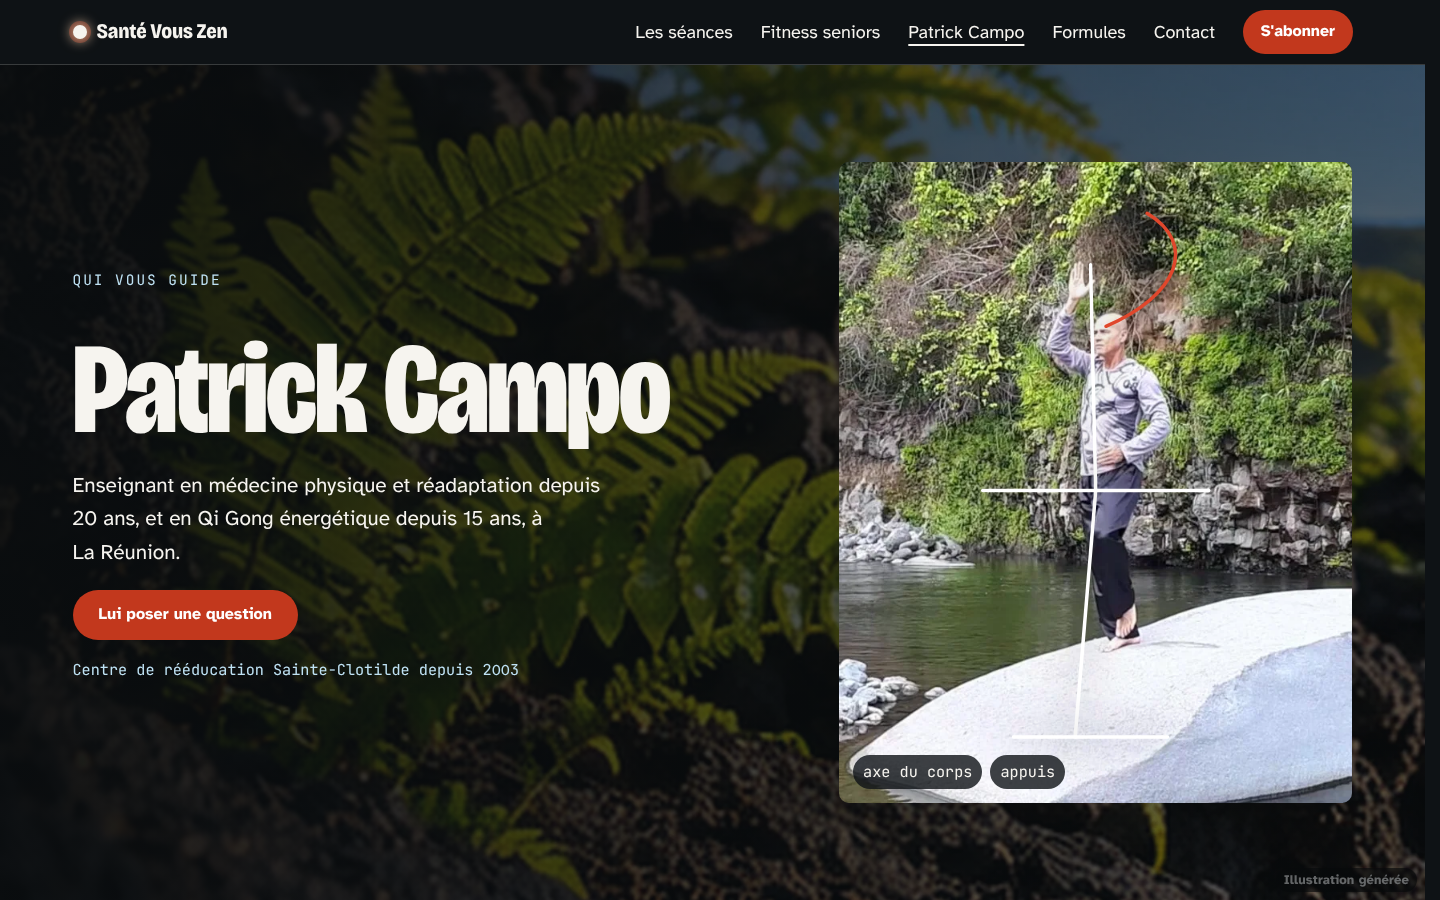 Santé Vous Zen
Les séances
Fitness seniors
Patrick Campo
Formules
Contact
S'abonner
QUI VOUS GUIDE
Patrick Campo
Enseignant en médecine physique et réadaptation depuis
20 ans, et en Qi Gong énergétique depuis 15 ans, à
La Réunion.
Lui poser une question
Centre de rééducation Sainte-Clotilde depuis 2003
axe du corps
appuis
Illustration générée